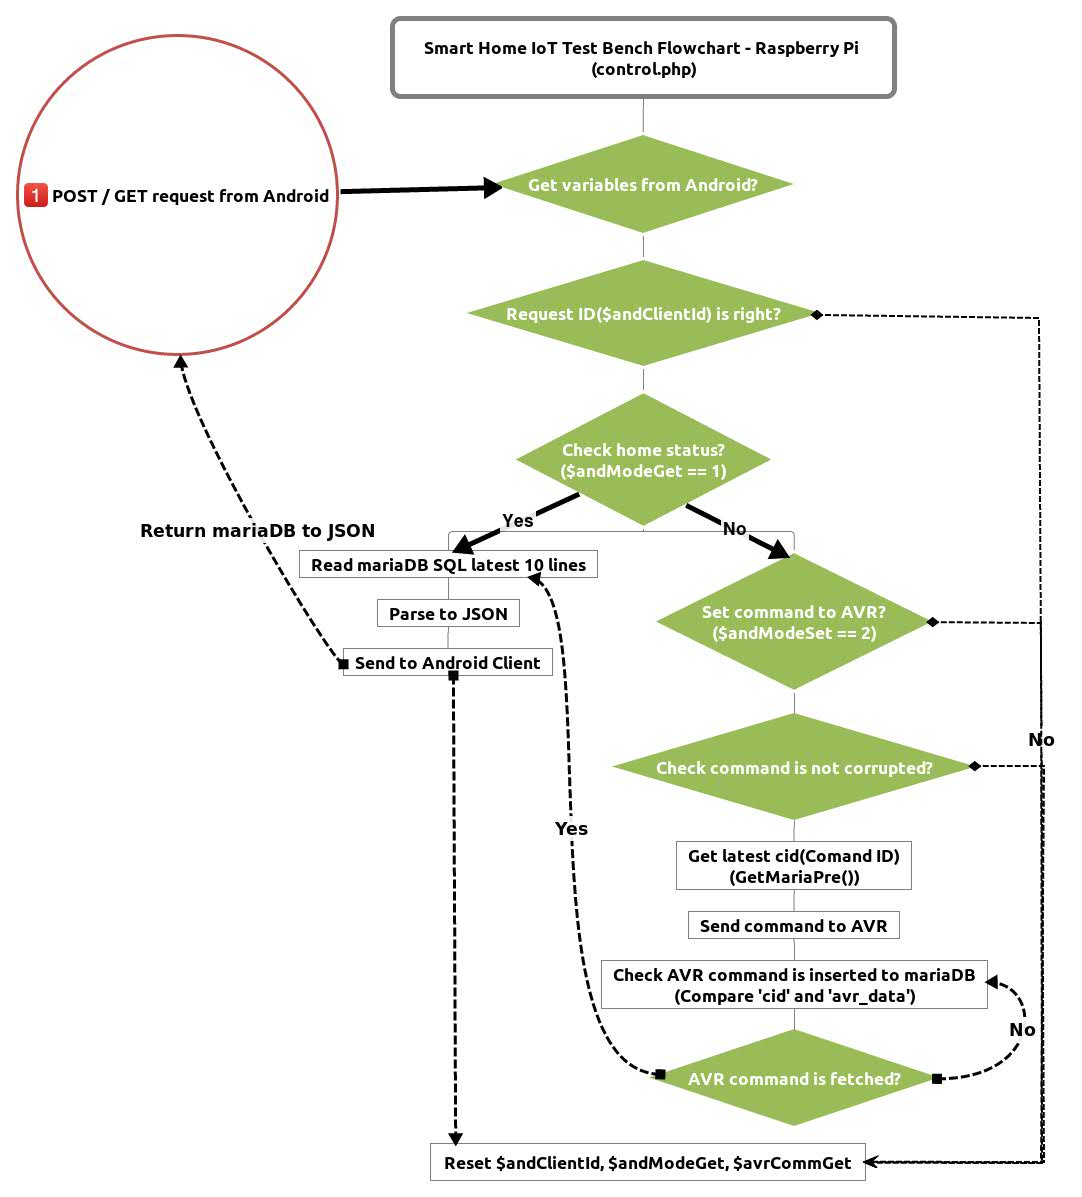 Smart Home IoT Test Bench Flowchart - Raspberry Pi
(control.php)
1 POST / GET request from Android
Get variables from Android?
Request ID($andClientId) is right?
Check home status?
($andModeGet == 1)
Yes
No
Return mariaDB to JSON
Read mariaDB SQL latest 10 lines
Parse to JSON
Send to Android Client
Set command to AVR?
($andModeSet == 2)
No
Check command is not corrupted?
Yes
Get latest cid(Comand ID)
(GetMariaPre())
Send command to AVR
Check AVR command is inserted to mariaDB
(Compare 'cid' and 'avr_data')
No
AVR command is fetched?
Reset $andClientId, $andModeGet, $avrCommGet